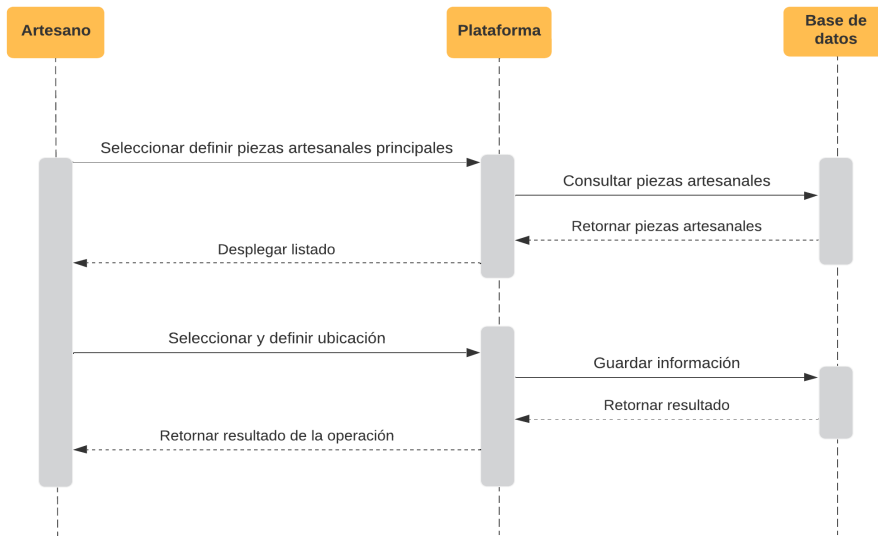 Artesano
Plataforma
Base de
datos
Seleccionar definir piezas artesanales principales
Consultar piezas artesanales
Retornar piezas artesanales
Desplegar listado
Seleccionar y definir ubicación
Guardar información
Retornar resultado
Retornar resultado de la operación